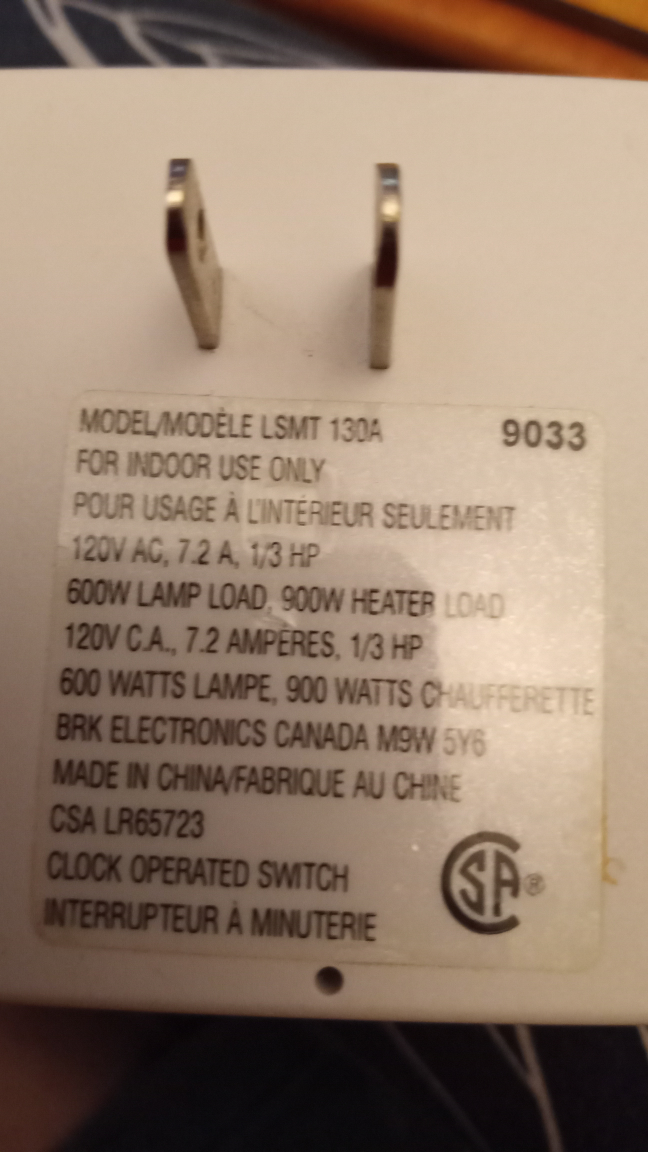 MODEL/MODÈLE LSMT 130A 9033
FOR INDOOR USE ONLY
POUR USAGE À L'INTÉRIEUR SEULEMENT
120V AC, 7.2 A, 1/3 HP
600W LAMP LOAD, 900W HEATER LOAD
120V C.A., 7.2 AMPÈRES, 1/3 HP
600 WATTS LAMPE, 900 WATTS CHAUFFERETTE
BRK ELECTRONICS CANADA M9W 5Y6
MADE IN CHINA/FABRIQUE AU CHINE
CSA LR65723
CLOCK OPERATED SWITCH
INTERRUPTEUR À MINUTERIE
CSA®